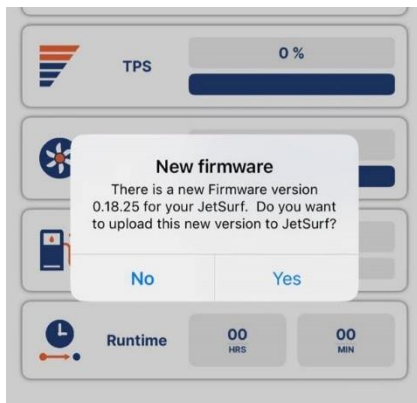 TPS
0 %
New firmware
There is a new Firmware version
0.18.25 for your JetSurf. Do you want
to upload this new version to JetSurf?
No
Yes
Runtime
00
HRS
00
MIN